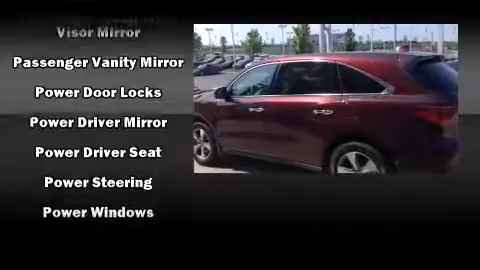 Visor Mirror
Passenger Vanity Mirror
Power Door Locks
Power Driver Mirror
Power Driver Seat
Power Steering
Power Windows